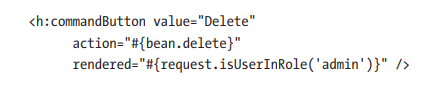 <h:commandButton value="Delete"
action="#{bean.delete}"
rendered="#{request.isUserInRole('admin')}" />